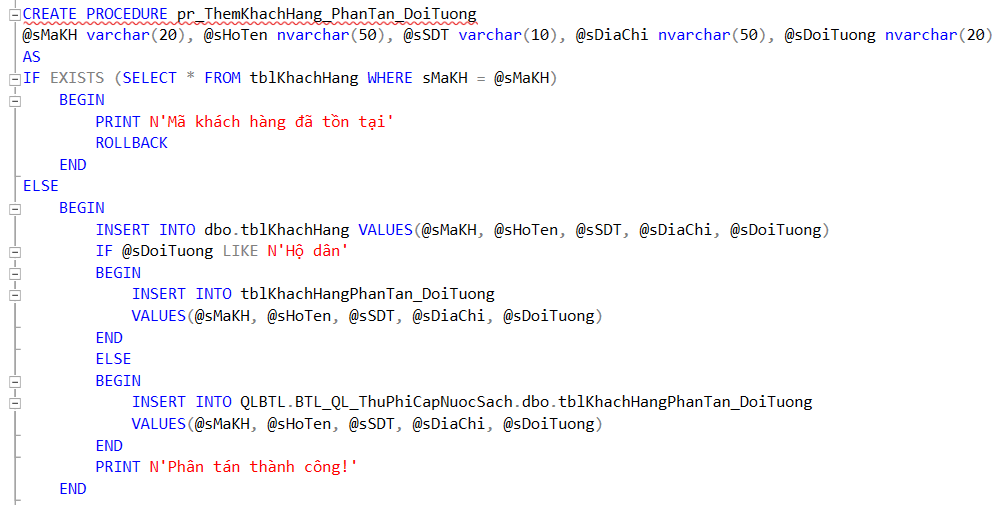 CREATE PROCEDURE pr_ThemKhachHang_PhanTan_DoiTuong
@sMaKH varchar(20), @sHoTen nvarchar(50), @sSDT varchar(10), @sDiaChi nvarchar(50), @sDoiTuong nvarchar(20)
AS
IF EXISTS (SELECT * FROM tblKhachHang WHERE sMaKH = @sMaKH)
    BEGIN
        PRINT N'Mã khách hàng đã tồn tại'
        ROLLBACK
    END
ELSE
    BEGIN
        INSERT INTO dbo.tblKhachHang VALUES(@sMaKH, @sHoTen, @sSDT, @sDiaChi, @sDoiTuong)
        IF @sDoiTuong LIKE N'Hộ dân'
        BEGIN
            INSERT INTO tblKhachHangPhanTan_DoiTuong
            VALUES(@sMaKH, @sHoTen, @sSDT, @sDiaChi, @sDoiTuong)
        END
        ELSE
        BEGIN
            INSERT INTO QLBTL.BTL_QL_ThuPhiCapNuocSach.dbo.tblKhachHangPhanTan_DoiTuong
            VALUES(@sMaKH, @sHoTen, @sSDT, @sDiaChi, @sDoiTuong)
        END
        PRINT N'Phân tán thành công!'
    END